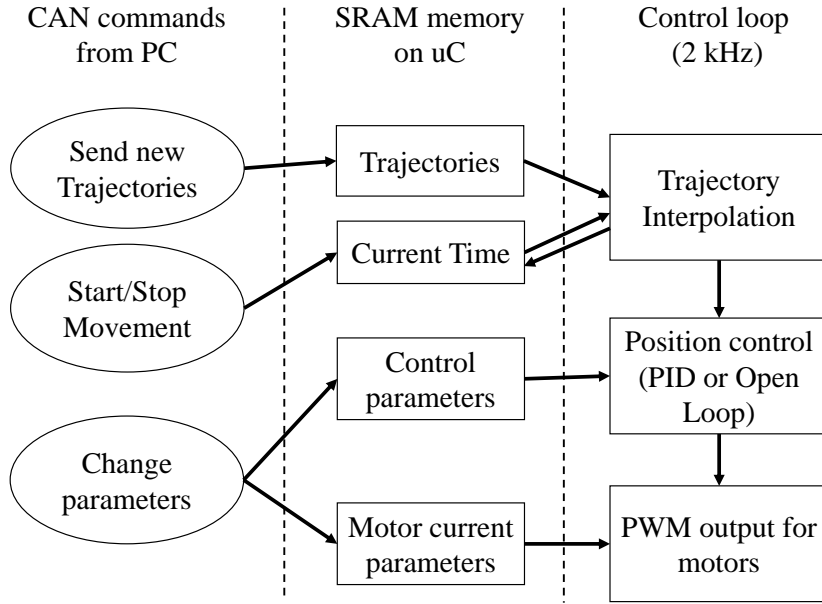 CAN commands
from PC
SRAM memory
on uC
Control loop
(2 kHz)
Send new
Trajectories
Trajectories
Trajectory
Interpolation
Start/Stop
Movement
Current Time
Control
parameters
Position control
(PID or Open
Loop)
Change
parameters
Motor current
parameters
PWM output for
motors